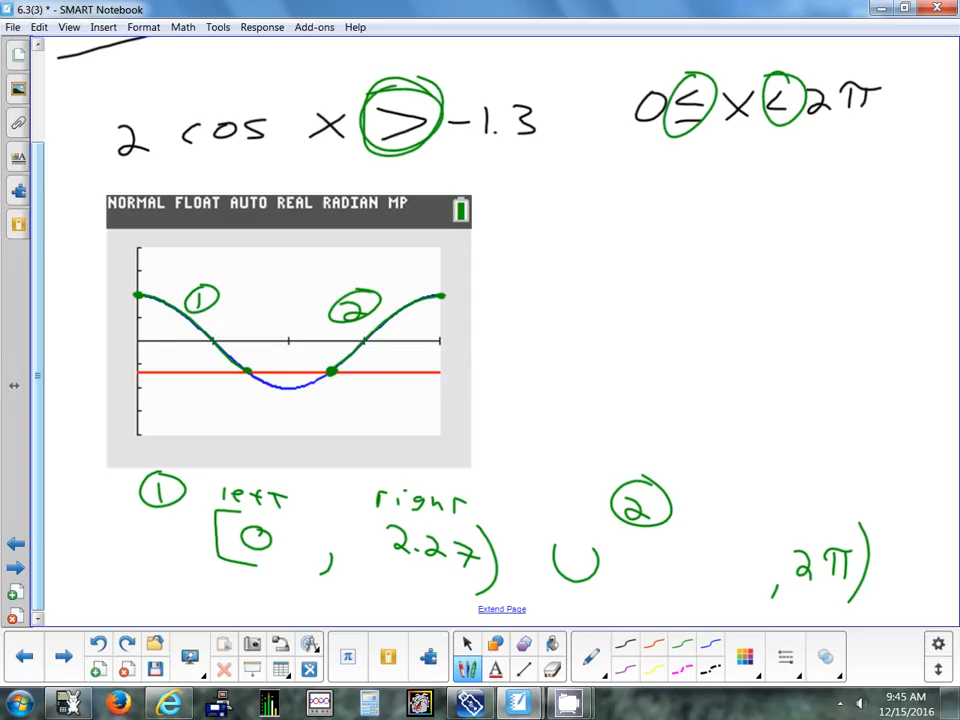 6.3(3) * - SMART Notebook
File Edit View Insert Format Math Tools Response Add-ons Help
2 cos x > -1.3
0 ≤ x < 2π
NORMAL FLOAT AUTO REAL RADIAN MP
1
2
1 left right 2
[0 , 2.27) ∪ , 2π)
Extend Page
π
A
9:45 AM
12/15/2016